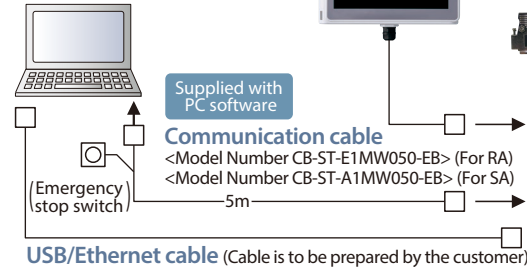 Supplied with
PC software
Communication cable
<Model Number CB-ST-E1MW050-EB> (For RA)
<Model Number CB-ST-A1MW050-EB> (For SA)
(Emergency
stop switch)
5m
USB/Ethernet cable (Cable is to be prepared by the customer)